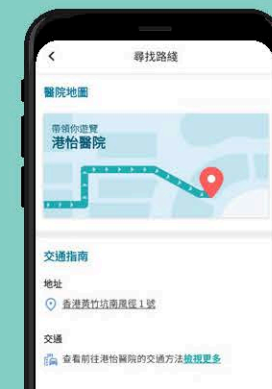 尋找路綫
醫院地圖
帶領你遊覽
港怡醫院
交通指南
地址
香港黃竹坑南風徑1號
交通
查看前往港怡醫院的交通方法檢視更多